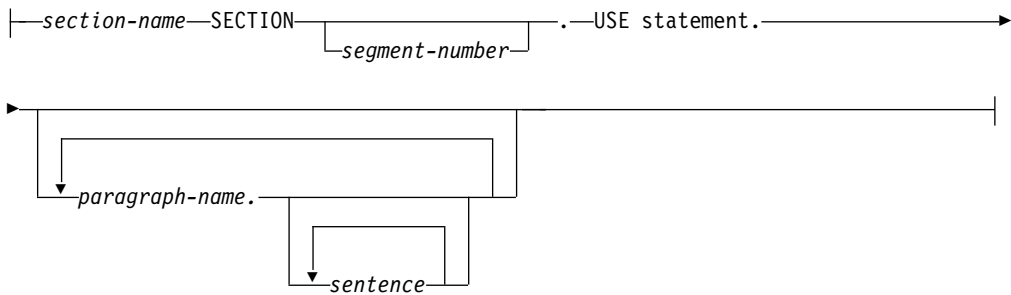 section-name SECTION . USE statement.
segment-number
paragraph-name.
sentence